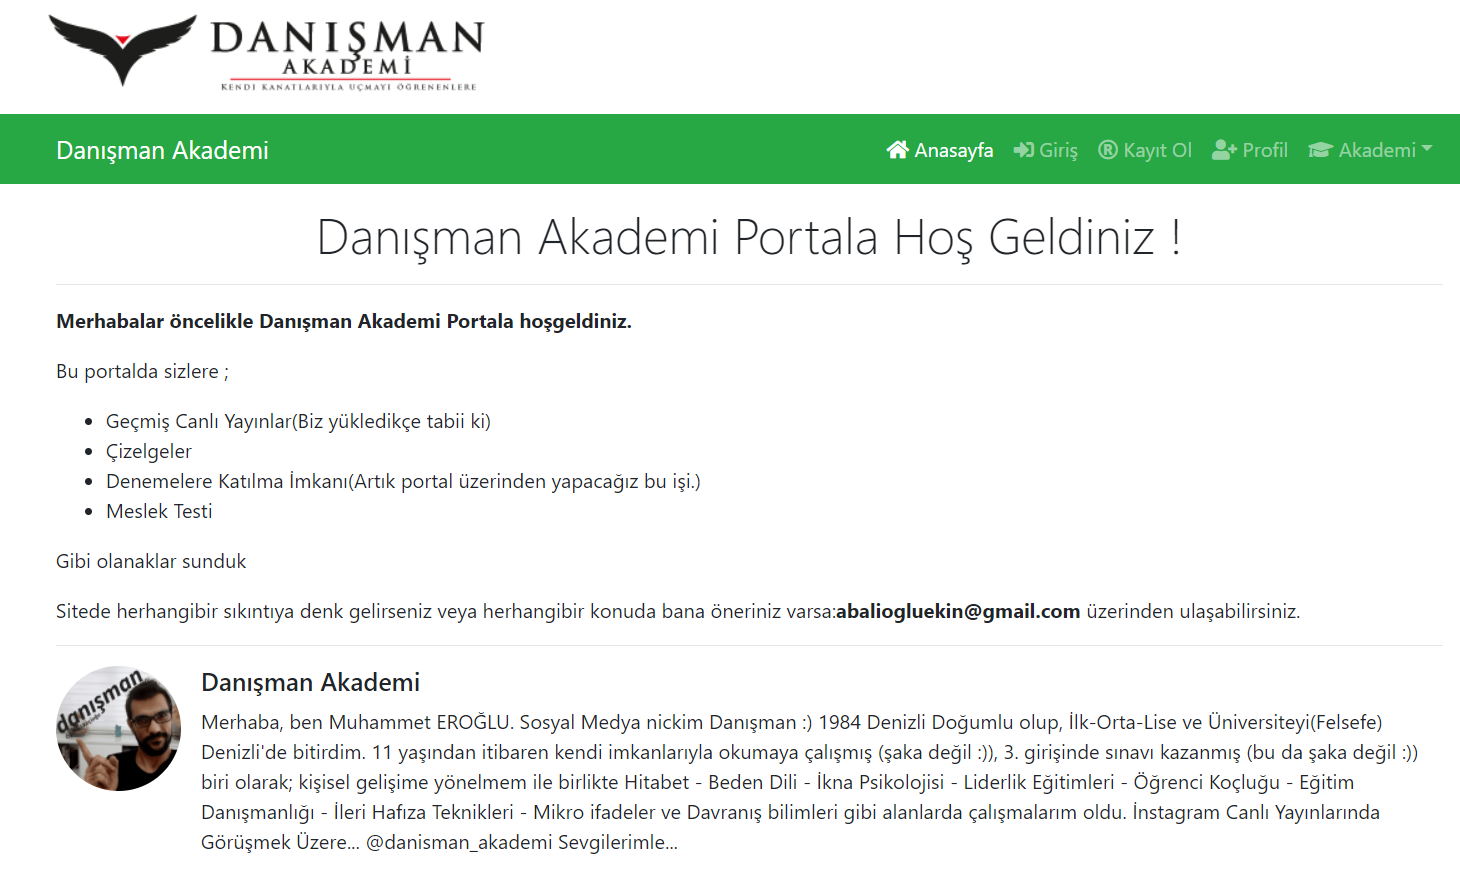 DANIŞMAN
AKADEMİ
KENDI KANATLARIYLA UÇMAYI ÖĞRENENLERE
Danışman Akademi
Anasayfa Giriş Kayıt Ol Profil Akademi
Danışman Akademi Portala Hoş Geldiniz !
Merhabalar öncelikle Danışman Akademi Portala hoşgeldiniz.
Bu portalda sizlere ;
Geçmiş Canlı Yayınlar(Biz yükledikçe tabii ki)
Çizelgeler
Denemelere Katılma İmkanı(Artık portal üzerinden yapacağız bu işi.)
Meslek Testi
Gibi olanaklar sunduk
Sitede herhangibir sıkıntıya denk gelirseniz veya herhangibir konuda bana öneriniz varsa:abaliogluekin@gmail.com üzerinden ulaşabilirsiniz.
danışman
Danışman Akademi
Merhaba, ben Muhammet EROĞLU. Sosyal Medya nickim Danışman :) 1984 Denizli Doğumlu olup, İlk-Orta-Lise ve Üniversiteyi(Felsefe)
Denizli'de bitirdim. 11 yaşından itibaren kendi imkanlarıyla okumaya çalışmış (şaka değil :)), 3. girişinde sınavı kazanmış (bu da şaka değil :))
biri olarak; kişisel gelişime yönelmem ile birlikte Hitabet - Beden Dili - İkna Psikolojisi - Liderlik Eğitimleri - Öğrenci Koçluğu - Eğitim
Danışmanlığı - İleri Hafıza Teknikleri - Mikro ifadeler ve Davranış bilimleri gibi alanlarda çalışmalarım oldu. İnstagram Canlı Yayınlarında
Görüşmek Üzere... @danisman_akademi Sevgilerimle...